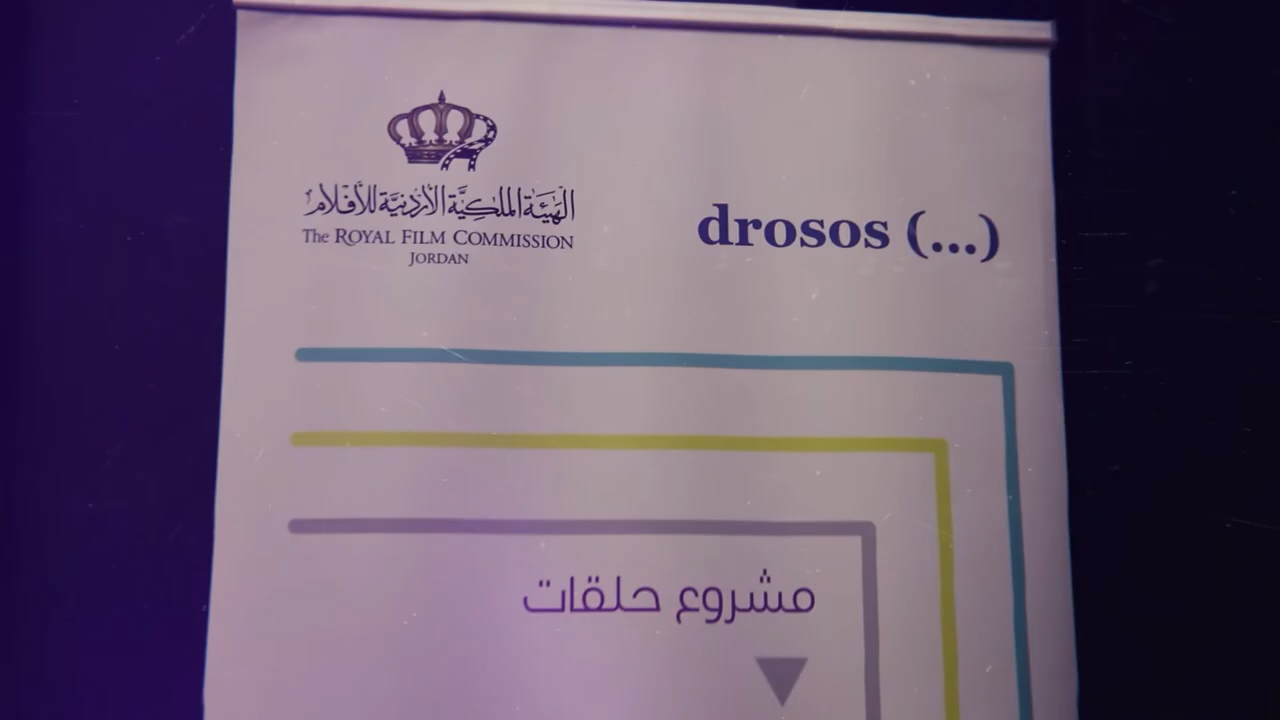 الهيئة الملكية الأردنية للأفلام
The ROYAL FILM COMMISSION
JORDAN
drosos (...)
مشروع حلقات